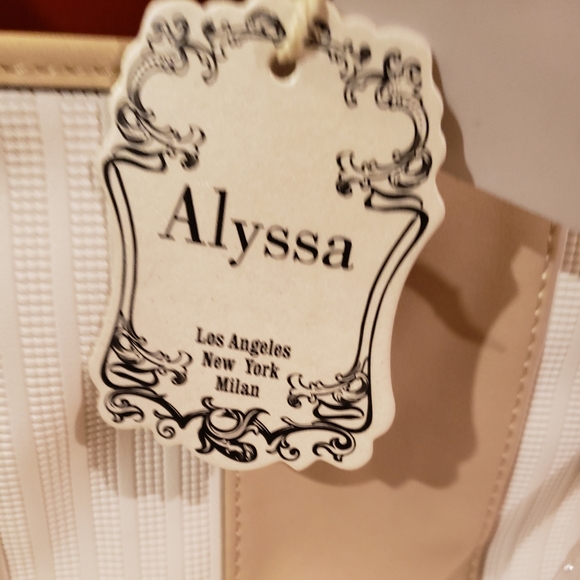 Alyssa
Los Angeles
New York
Milan